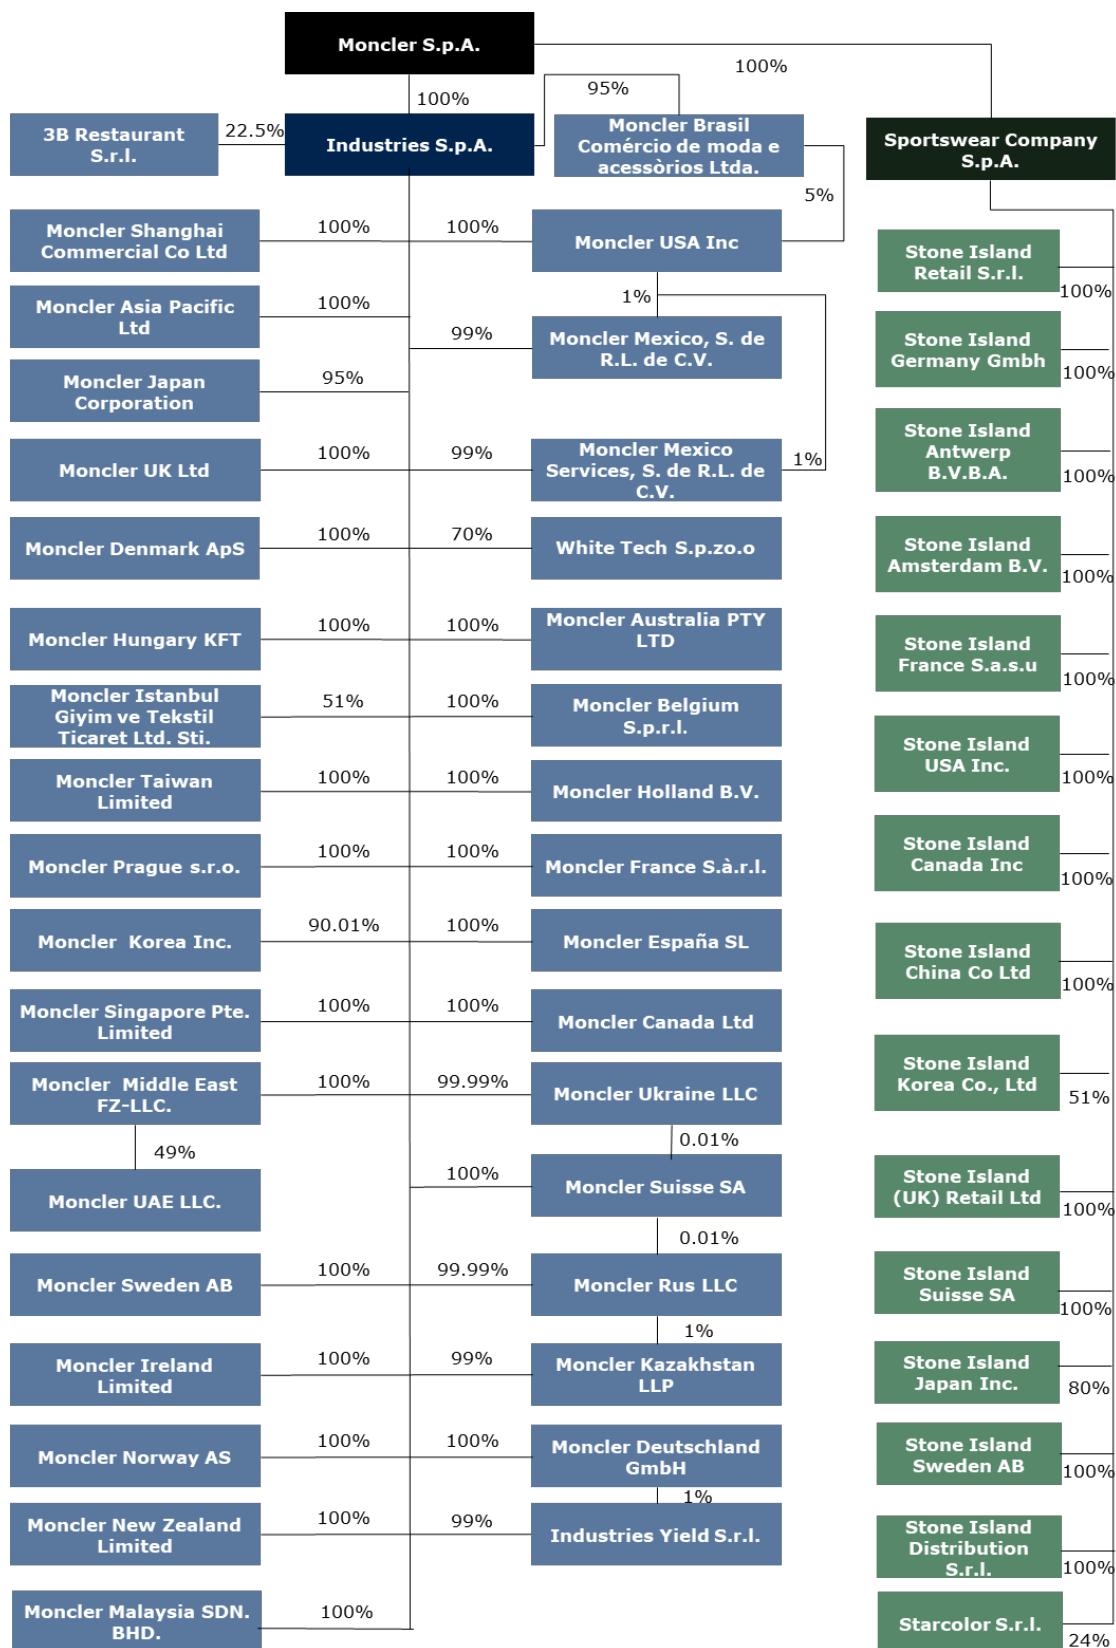 Moncler S.p.A.
100%
100%
95%
3B Restaurant
S.r.l.
22.5%
Industries S.p.A.
Moncler Brasil
Comércio de moda e
acessòrios Ltda.
Sportswear Company
S.p.A.
5%
Moncler Shanghai
Commercial Co Ltd
100%
100%
Moncler USA Inc
Stone Island
Retail S.r.l.
100%
Moncler Asia Pacific
Ltd
100%
1%
99%
Moncler Mexico, S. de
R.L. de C.V.
Stone Island
Germany Gmbh
100%
Moncler Japan
Corporation
95%
Moncler UK Ltd
100%
99%
Moncler Mexico
Services, S. de R.L. de
C.V.
1%
Stone Island
Antwerp
B.V.B.A.
100%
Moncler Denmark ApS
100%
70%
White Tech S.p.zo.o
Stone Island
Amsterdam B.V.
100%
Moncler Hungary KFT
100%
100%
Moncler Australia PTY
LTD
Stone Island
France S.a.s.u
100%
Moncler Istanbul
Giyim ve Tekstil
Ticaret Ltd. Sti.
51%
100%
Moncler Belgium
S.p.r.l.
Stone Island
USA Inc.
100%
Moncler Taiwan
Limited
100%
100%
Moncler Holland B.V.
Moncler Prague s.r.o.
100%
100%
Moncler France S.à.r.l.
Stone Island
Canada Inc
100%
Moncler  Korea Inc.
90.01%
100%
Moncler España SL
Stone Island
China Co Ltd
100%
Moncler Singapore Pte.
Limited
100%
100%
Moncler Canada Ltd
Moncler  Middle East
FZ-LLC.
100%
99.99%
Moncler Ukraine LLC
Stone Island
Korea Co., Ltd
51%
49%
0.01%
Moncler UAE LLC.
100%
Moncler Suisse SA
Stone Island
(UK) Retail Ltd
100%
0.01%
Moncler Sweden AB
100%
99.99%
Moncler Rus LLC
Stone Island
Suisse SA
100%
1%
Moncler Ireland
Limited
100%
99%
Moncler Kazakhstan
LLP
Stone Island
Japan Inc.
80%
Moncler Norway AS
100%
100%
Moncler Deutschland
GmbH
Stone Island
Sweden AB
100%
1%
Moncler New Zealand
Limited
100%
99%
Industries Yield S.r.l.
Stone Island
Distribution
S.r.l.
100%
Moncler Malaysia SDN.
BHD.
100%
Starcolor S.r.l.
24%